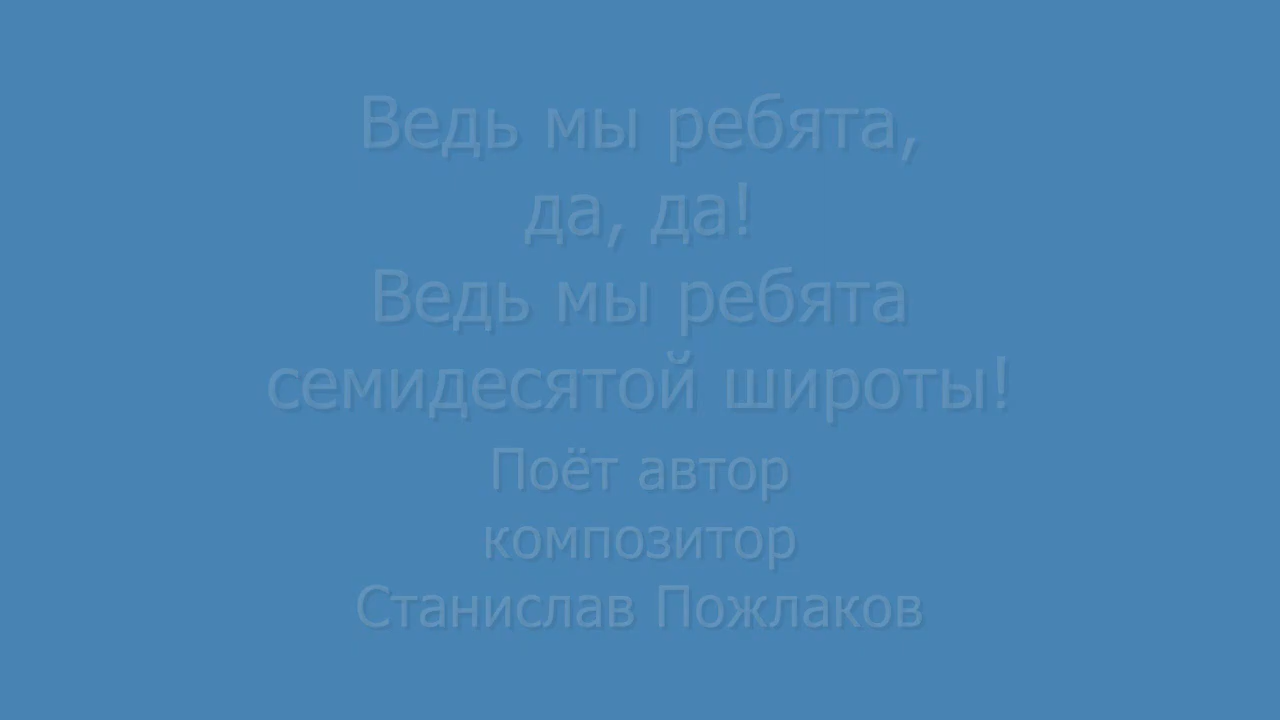 Ведь мы ребята,
да, да!
Ведь мы ребята
семидесятой широты!
Поёт автор
композитор
Станислав Пожлаков